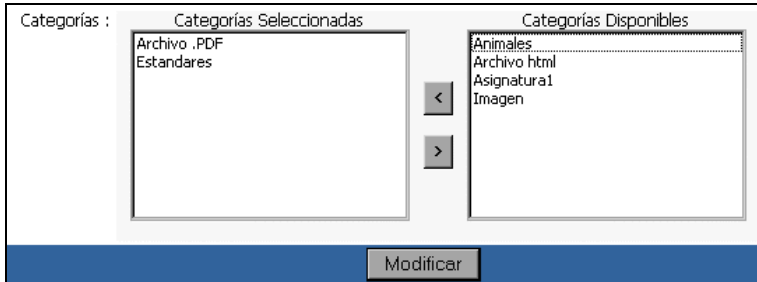 Categorías :
Categorías Seleccionadas
Archivo .PDF
Estandares
<
>
Categorías Disponibles
Animales
Archivo html
Asignatura1
Imagen
Modificar